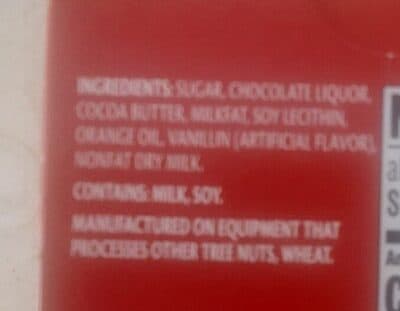 INGREDIENTS: SUGAR, CHOCOLATE LIQUOR,
COCOA BUTTER, MILKFAT, SOY LECITHIN,
ORANGE OIL, VANILLIN (ARTIFICIAL FLAVOR),
NONFAT DRY MILK.
CONTAINS: MILK, SOY.
MANUFACTURED ON EQUIPMENT THAT
PROCESSES OTHER TREE NUTS, WHEAT.